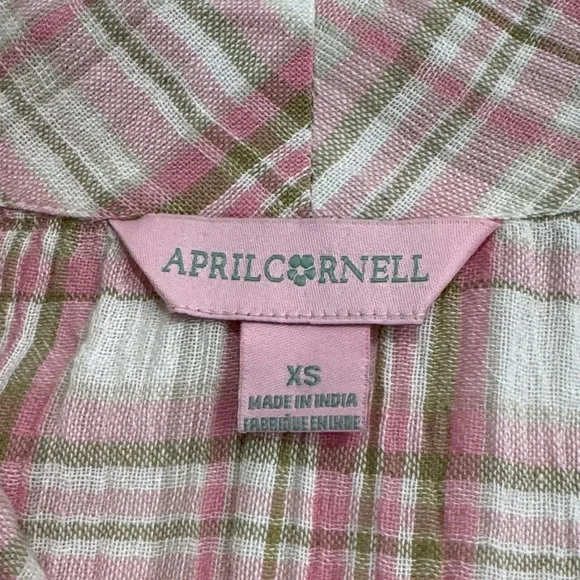 APRILCORNELL
XS
MADE IN INDIA
FABRIQUE EN INDE